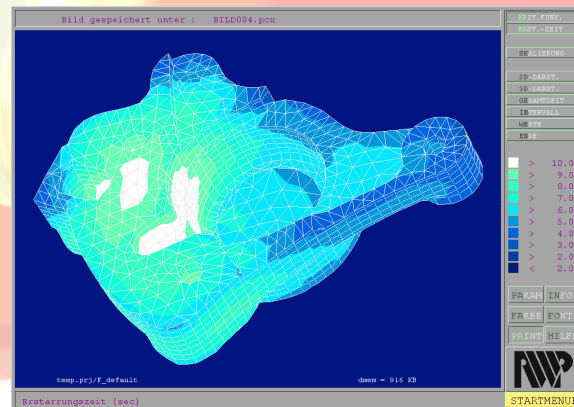 Bild gespeichert unter : BILD004.pcx
KRIT.FUNK.
ERST.-ZEIT
SKALIERUNG
2D-DARST.
3D-DARST.
GESAMTZEIT
INTERVALL
WERTE
ENDE
> 10.0
> 9.0
> 8.0
> 7.0
> 6.0
> 5.0
> 4.0
> 3.0
> 2.0
< 2.0
PARAM INFO
FARBE FONT
PRINT HILFE
RWP
temp.prj/F_default
dmem = 916 KB
Erstarrungszeit [sec]
STARTMENUE